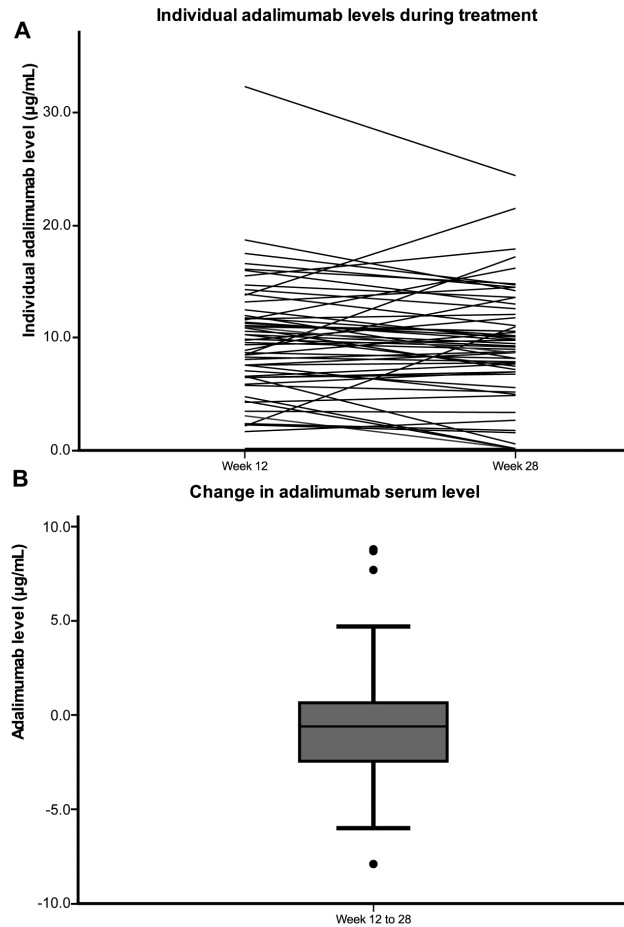 Individual adalimumab levels during treatment
A
Individual adalimumab level (µg/mL)
30.0
20.0
10.0
0.0
Week 12
Week 28
B
Change in adalimumab serum level
Adalimumab level (µg/mL)
10.0
5.0
0.0
-5.0
-10.0
Week 12 to 28